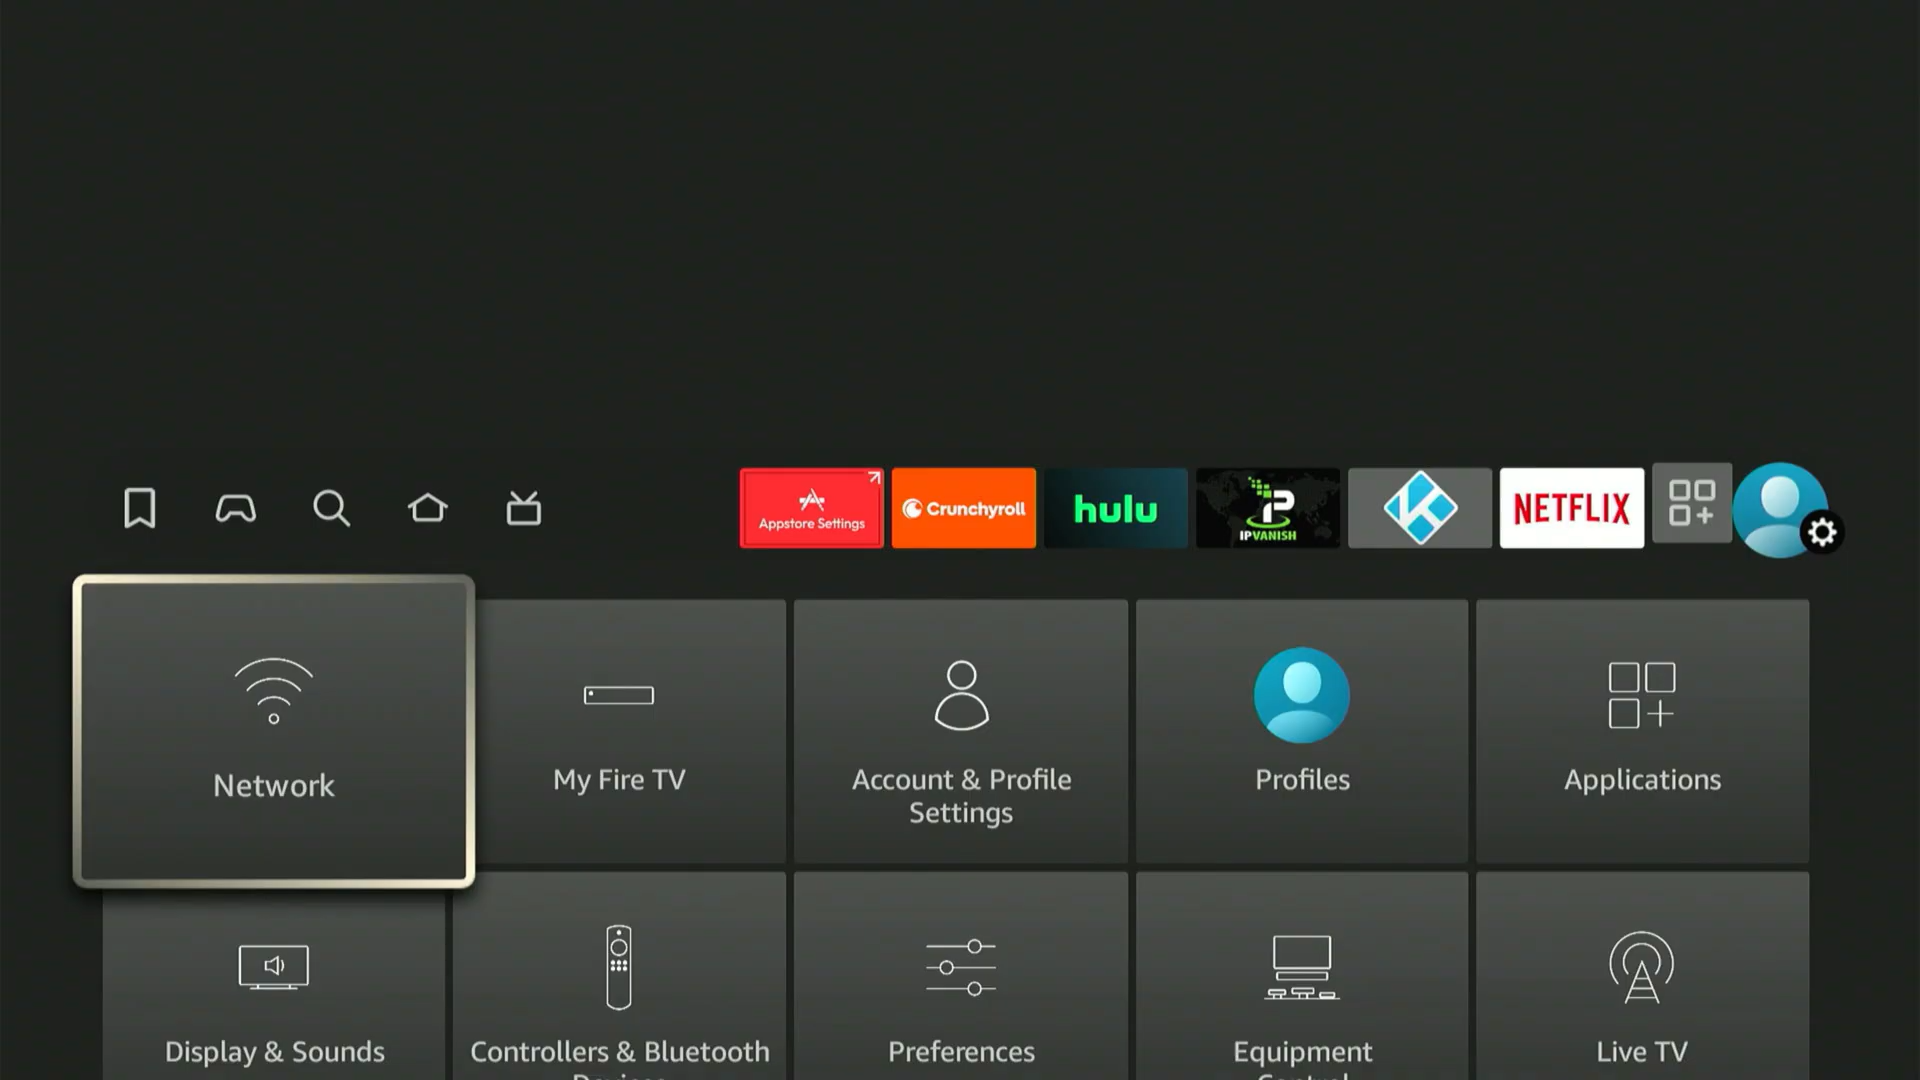 Appstore Settings
Crunchyroll
hulu
IPVANISH
NETFLIX
Network
My Fire TV
Account & Profile
Settings
Profiles
Applications
Display & Sounds
Controllers & Bluetooth
Preferences
Equipment
Live TV